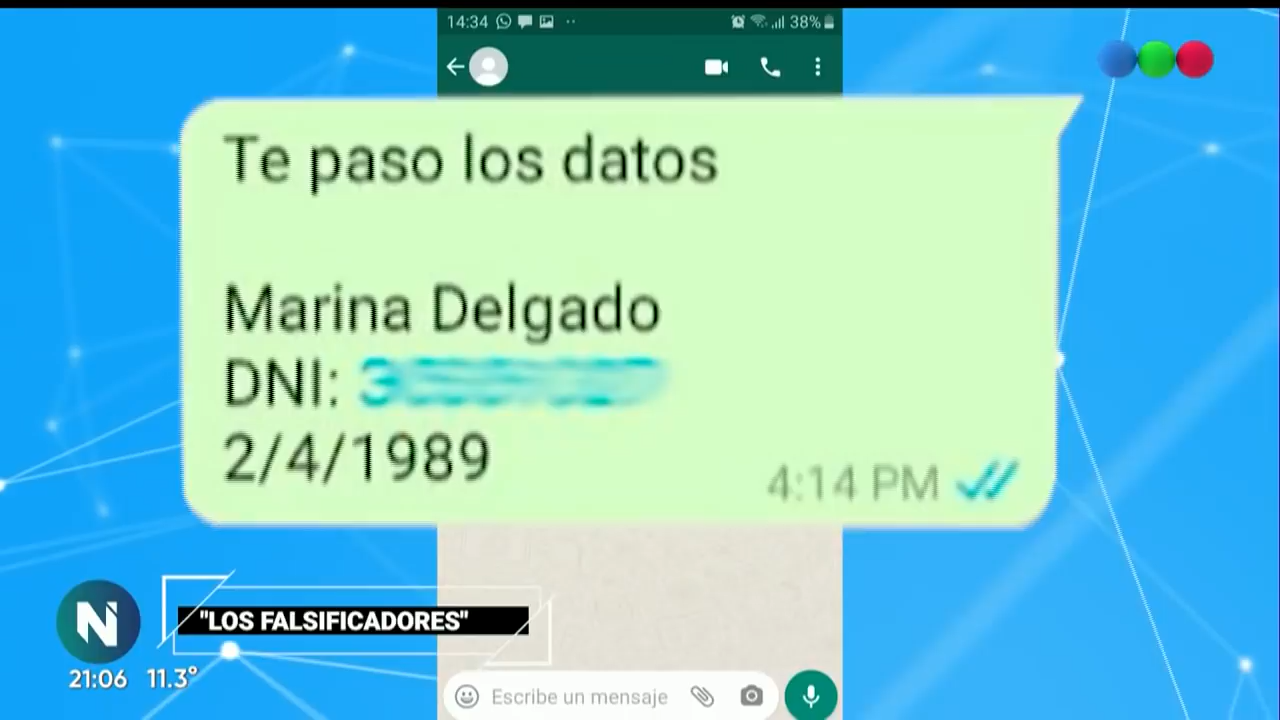 14:34
38%
Te paso los datos
Marina Delgado
DNI:
2/4/1989
4:14 PM
N
"LOS FALSIFICADORES"
21:06 11.3°
Escribe un mensaje